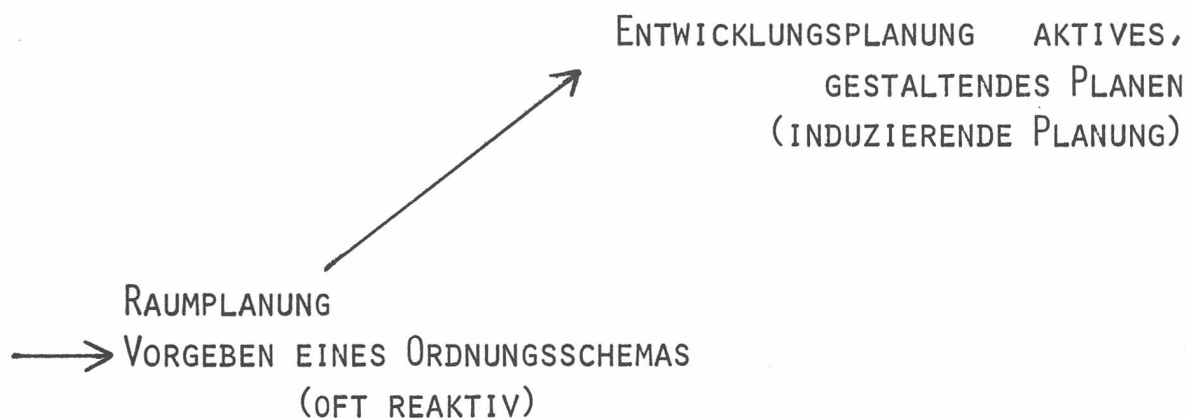 ENTWICKLUNGSPLANUNG AKTIVES,
GESTALTENDES PLANEN
(INDUZIERENDE PLANUNG)
RAUMPLANUNG
VORGEBEN EINES ORDNUNGSSCHEMAS
(OFT REAKTIV)